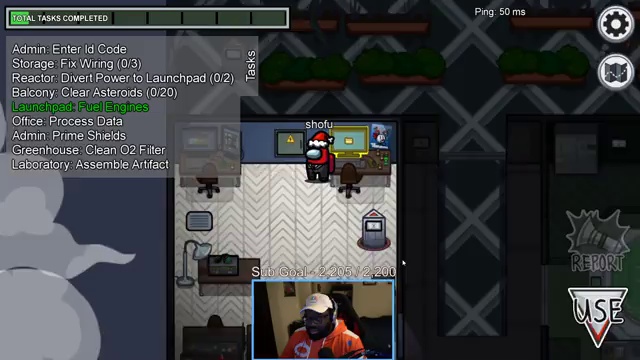 TOTAL TASKS COMPLETED
Ping: 50 ms
Admin: Enter Id Code
Storage: Fix Wiring (0/3)
Reactor: Divert Power to Launchpad (0/2)
Balcony: Clear Asteroids (0/20)
Launchpad: Fuel Engines
Office: Process Data
Admin: Prime Shields
Greenhouse: Clean O2 Filter
Laboratory: Assemble Artifact
Tasks
shofu
Sub Goal - 2,205 / 2,200
REPORT
USE